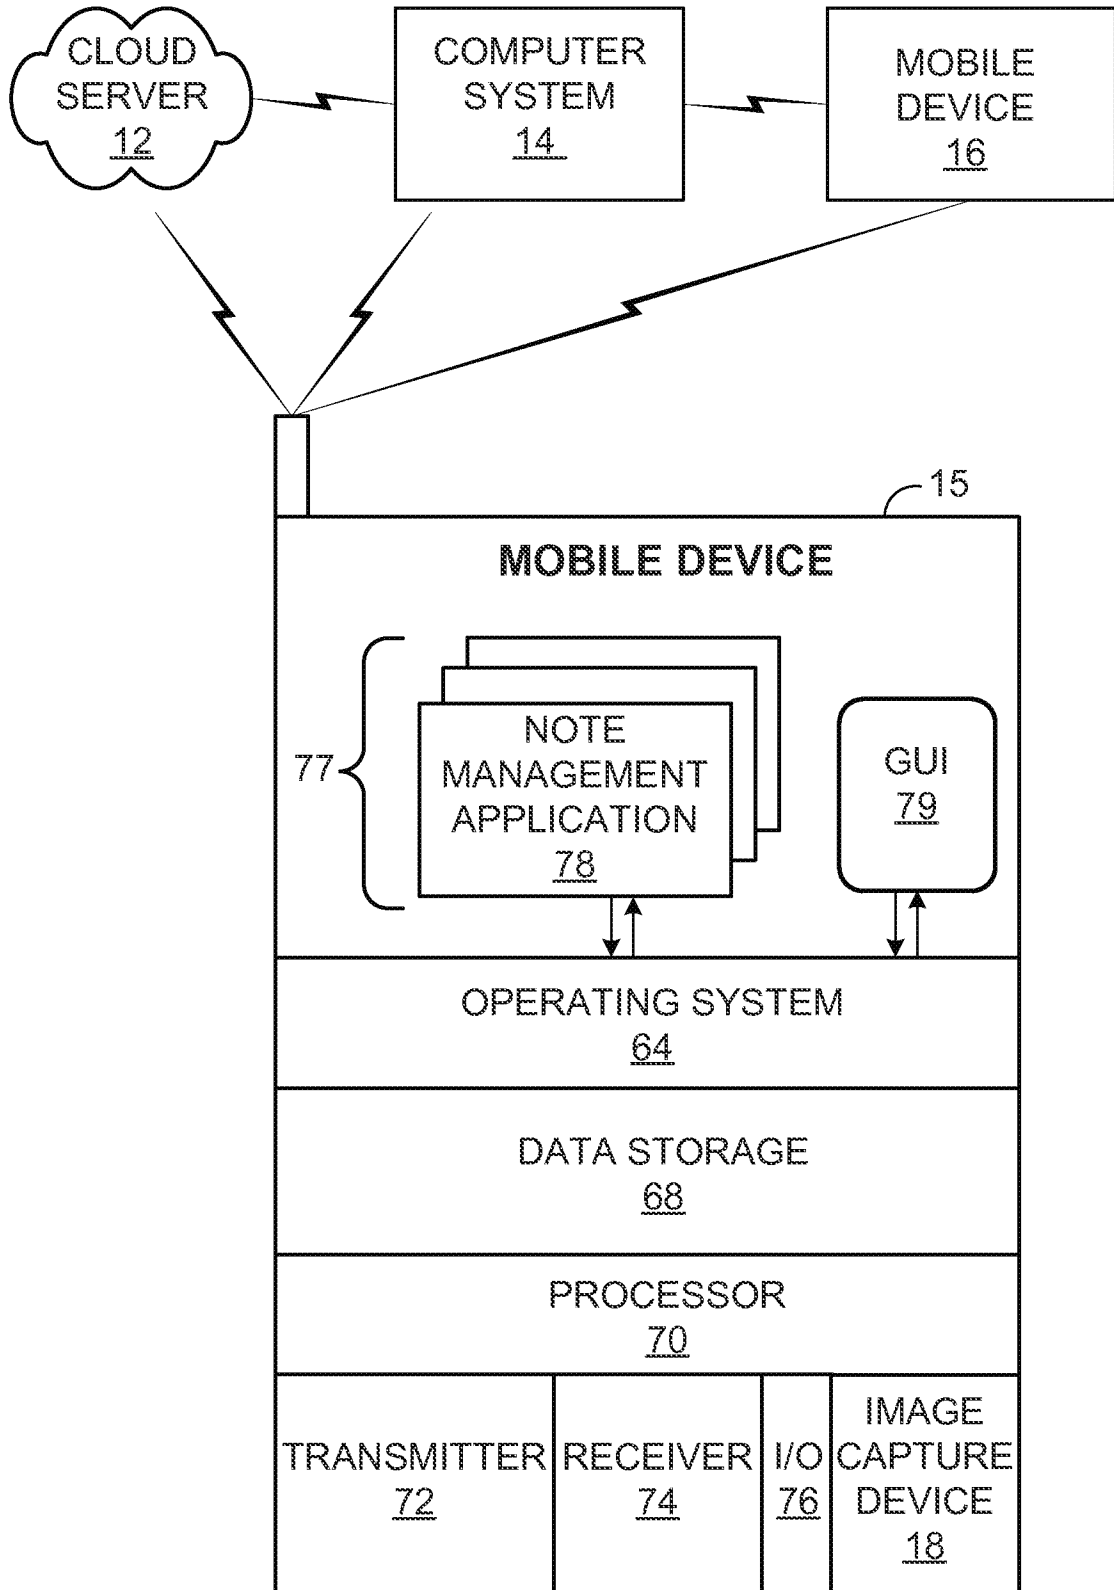 CLOUD
SERVER
12
COMPUTER
SYSTEM
14
MOBILE
DEVICE
16
15
MOBILE DEVICE
77
NOTE
MANAGEMENT
APPLICATION
78
GUI
79
OPERATING SYSTEM
64
DATA STORAGE
68
PROCESSOR
70
TRANSMITTER
72
RECEIVER
74
I/O
76
IMAGE
CAPTURE
DEVICE
18